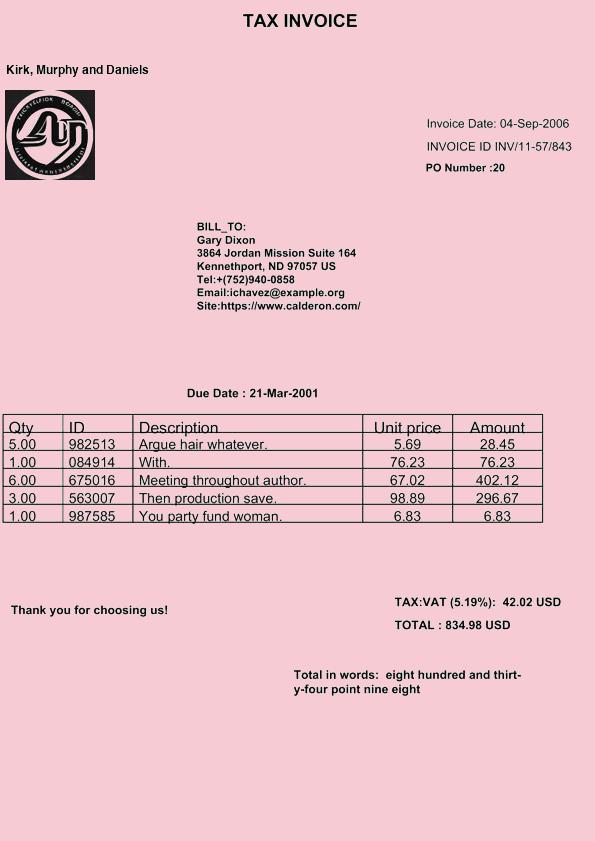 TAX INVOICE
Kirk, Murphy and Daniels
Invoice Date: 04-Sep-2006
INVOICE ID INV/11-57/843
PO Number :20
BILL_TO:
Gary Dixon
3864 Jordan Mission Suite 164
Kennethport, ND 97057 US
Tel:+(752)940-0858
Email:ichavez@example.org
Site:https://www.calderon.com/
Due Date : 21-Mar-2001
Qty ID Description Unit price Amount
5.00 982513 Argue hair whatever. 5.69 28.45
1.00 084914 With. 76.23 76.23
6.00 675016 Meeting throughout author. 67.02 402.12
3.00 563007 Then production save. 98.89 296.67
1.00 987585 You party fund woman. 6.83 6.83
TAX:VAT (5.19%): 42.02 USD
Thank you for choosing us!
TOTAL : 834.98 USD
Total in words: eight hundred and thirt-
y-four point nine eight